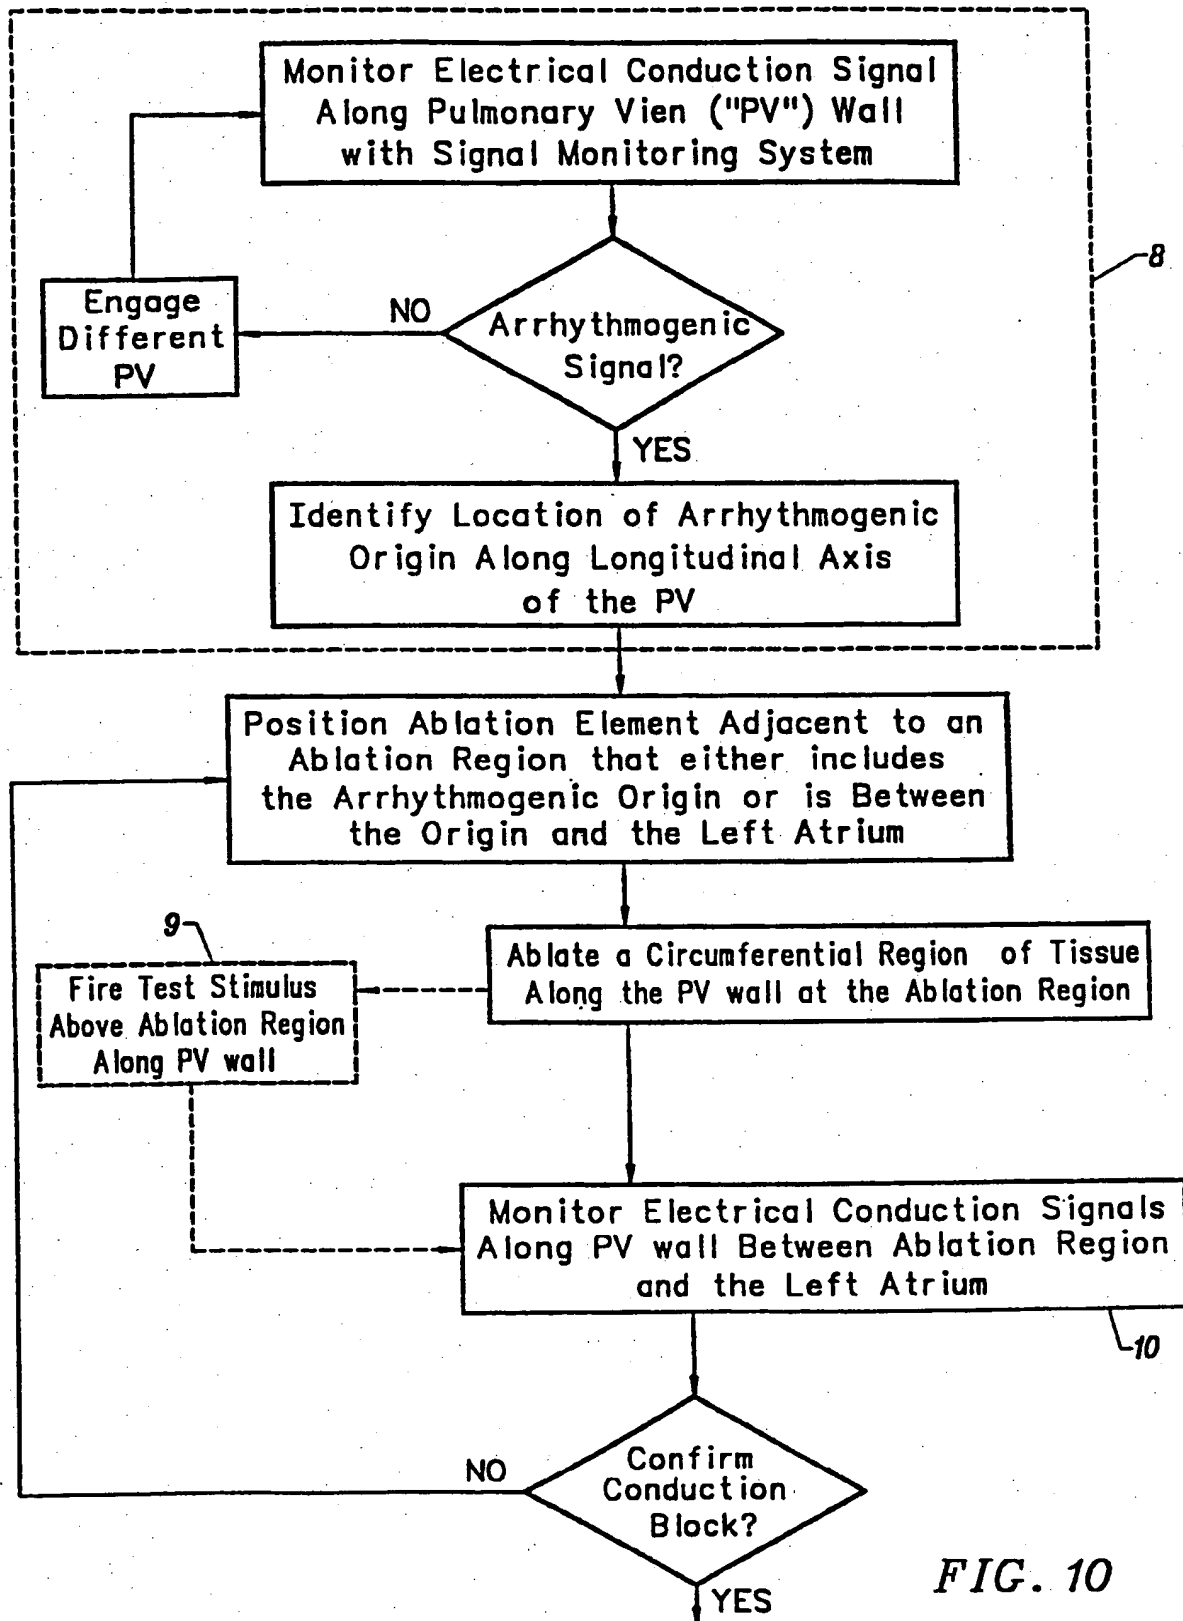 Monitor Electrical Conduction Signal
Along Pulmonary Vien ("PV") Wall
with Signal Monitoring System
8
Engage
Different
PV
NO
Arrhythmogenic
Signal?
YES
Identify Location of Arrhythmogenic
Origin Along Longitudinal Axis
of the PV
Position Ablation Element Adjacent to an
Ablation Region that either includes
the Arrhythmogenic Origin or is Between
the Origin and the Left Atrium
9
Fire Test Stimulus
Above Ablation Region
Along PV wall
Ablate a Circumferential Region of Tissue
Along the PV wall at the Ablation Region
Monitor Electrical Conduction Signals
Along PV wall Between Ablation Region
and the Left Atrium
10
NO
Confirm
Conduction
Block?
YES
FIG. 10